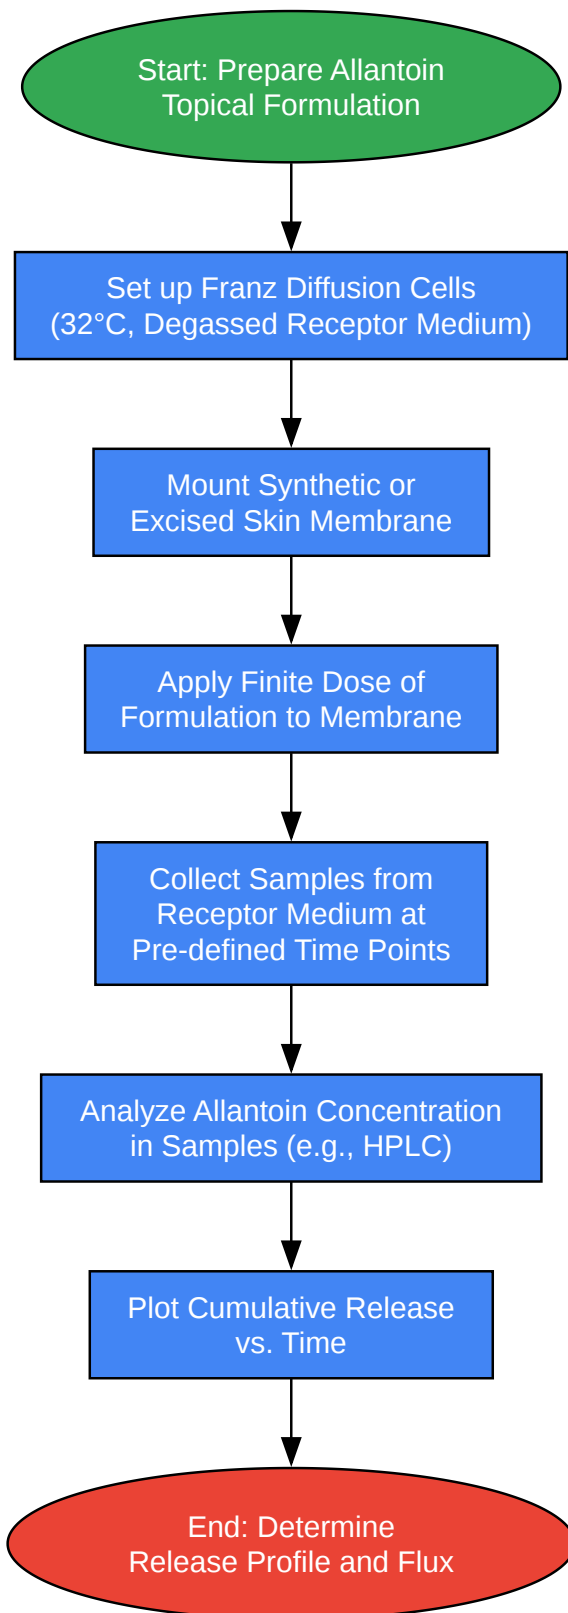 Start: Prepare Allantoin
Topical Formulation
Set up Franz Diffusion Cells
(32°C, Degassed Receptor Medium)
Mount Synthetic or
Excised Skin Membrane
Apply Finite Dose of
Formulation to Membrane
Collect Samples from
Receptor Medium at
Pre-defined Time Points
Analyze Allantoin Concentration
in Samples (e.g., HPLC)
Plot Cumulative Release
vs. Time
End: Determine
Release Profile and Flux